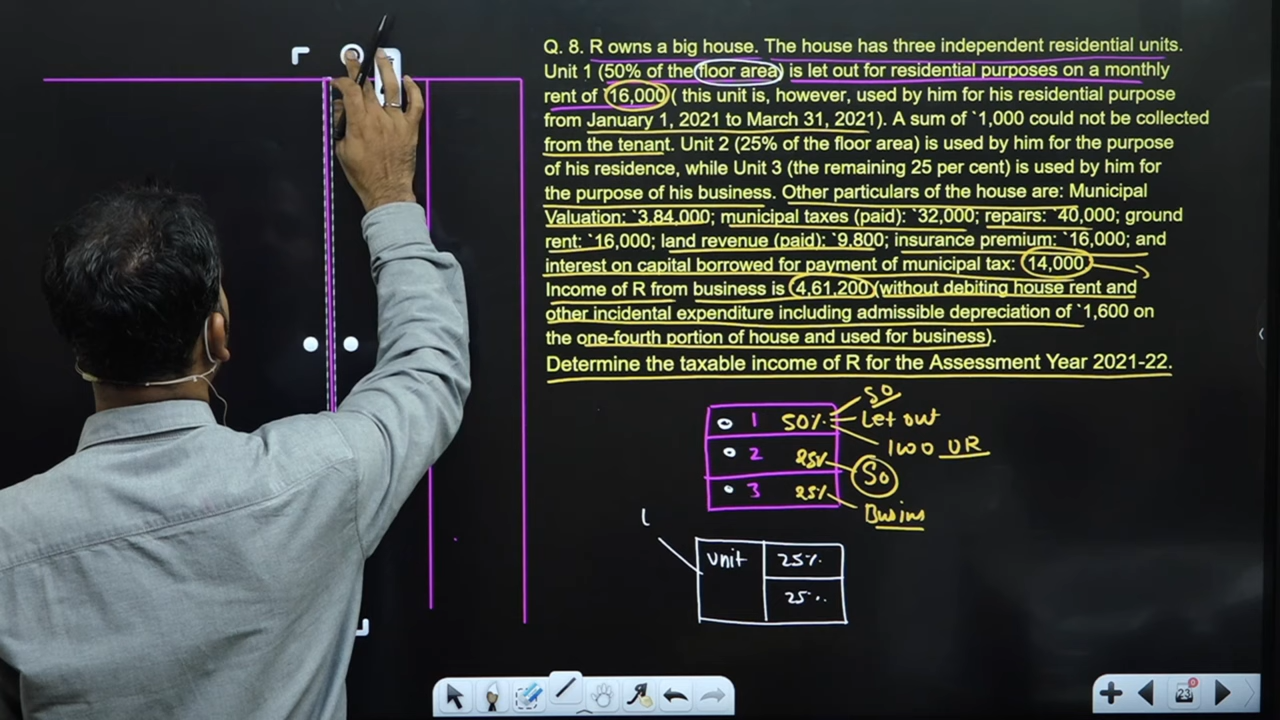 Q. 8. R owns a big house. The house has three independent residential units.
Unit 1 (50% of the floor area) is let out for residential purposes on a monthly
rent of `16,000 ( this unit is, however, used by him for his residential purpose
from January 1, 2021 to March 31, 2021). A sum of `1,000 could not be collected
from the tenant. Unit 2 (25% of the floor area) is used by him for the purpose
of his residence, while Unit 3 (the remaining 25 per cent) is used by him for
the purpose of his business. Other particulars of the house are: Municipal
Valuation: `3,84,000; municipal taxes (paid): `32,000; repairs: `40,000; ground
rent: `16,000; land revenue (paid): `9,800; insurance premium: `16,000; and
interest on capital borrowed for payment of municipal tax: 14,000
Income of R from business is 4,61,200 (without debiting house rent and
other incidental expenditure including admissible depreciation of `1,600 on
the one-fourth portion of house and used for business).
Determine the taxable income of R for the Assessment Year 2021-22.
SO
1 50% Let out
1000 UR
2 25% SO
3 25%
Busins
Unit 25%
25%
23